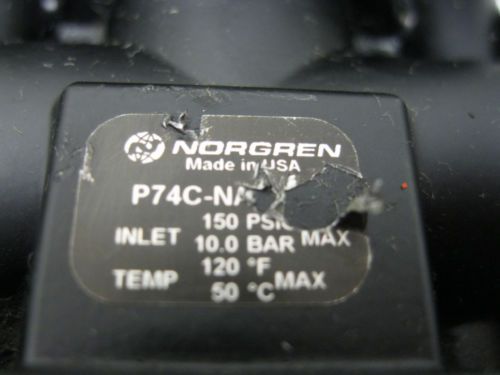 NORGREN
Made in USA
P74C-NA
150 PSIG
INLET 10.0 BAR MAX
120 °F
TEMP 50 °C MAX